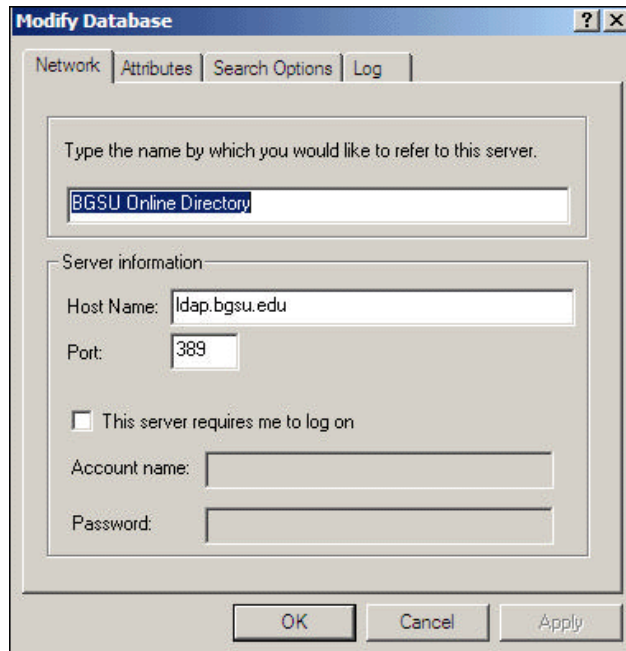 Modify Database
Network Attributes Search Options Log
Type the name by which you would like to refer to this server.
BGSU Online Directory
Server information
Host Name: ldap.bgsu.edu
Port: 389
This server requires me to log on
Account name:
Password:
OK Cancel Apply